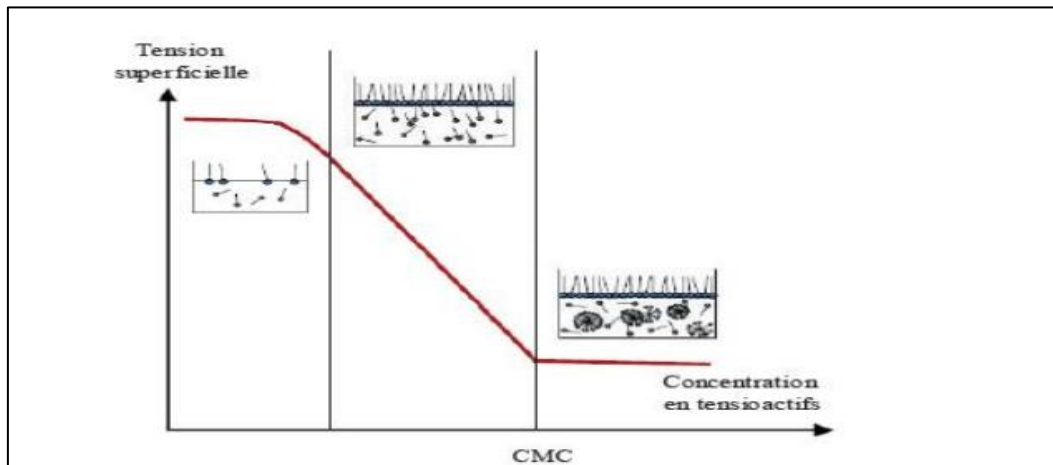 Tension
superficielle
Concentration
en tensioactifs
CMC